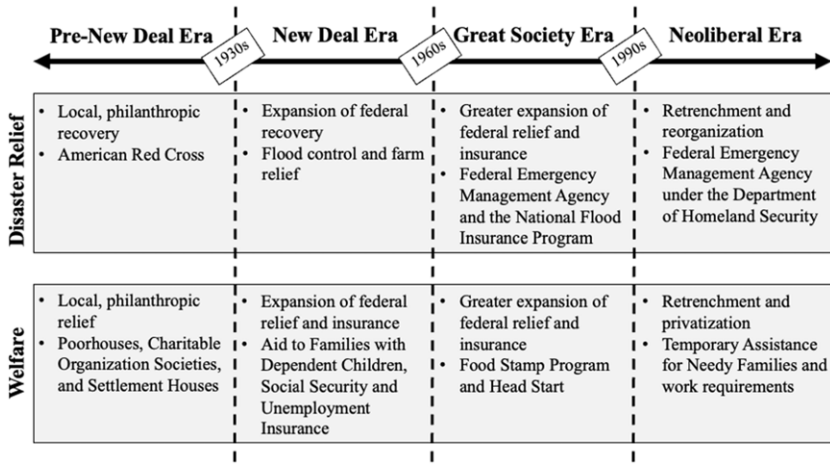 Pre-New Deal Era
1930s
New Deal Era
1960s
Great Society Era
1990s
Neoliberal Era
Disaster Relief
• Local, philanthropic
recovery
• American Red Cross
• Expansion of federal
recovery
• Flood control and farm
relief
• Greater expansion of
federal relief and
insurance
• Federal Emergency
Management Agency
and the National Flood
Insurance Program
• Retrenchment and
reorganization
• Federal Emergency
Management Agency
under the Department
of Homeland Security
Welfare
• Local, philanthropic
relief
• Poorhouses, Charitable
Organization Societies,
and Settlement Houses
• Expansion of federal
relief and insurance
• Aid to Families with
Dependent Children,
Social Security and
Unemployment
Insurance
• Greater expansion of
federal relief and
insurance
• Food Stamp Program
and Head Start
• Retrenchment and
privatization
• Temporary Assistance
for Needy Families and
work requirements